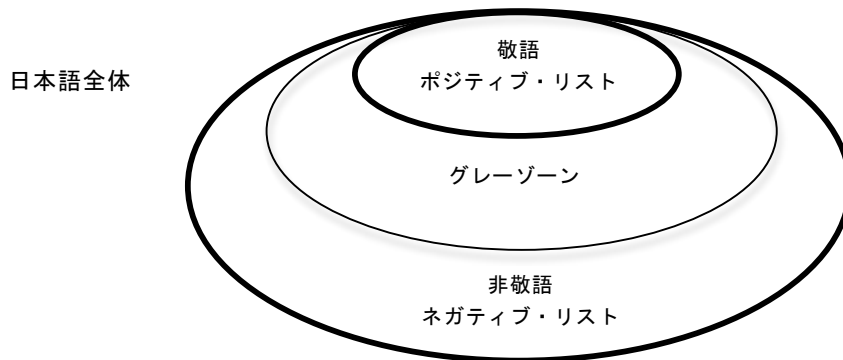 敬語
ポジティブ・リスト
日本語全体
グレーゾーン
非敬語
ネガティブ・リスト